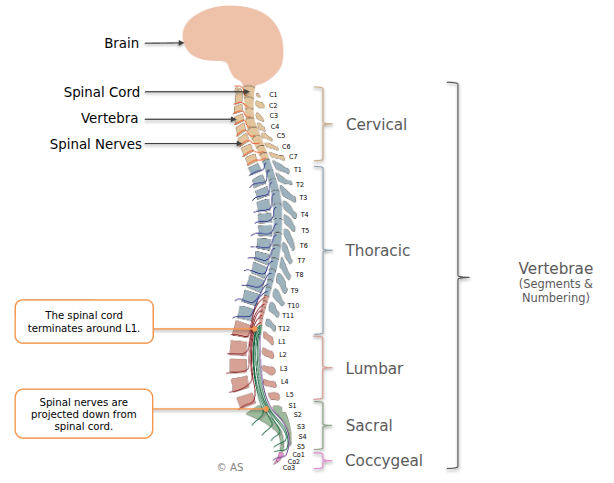 Brain
Spinal Cord
Vertebra
Spinal Nerves
C1
C2
C3
C4
C5
C6
C7
T1
T2
T3
T4
T5
T6
T7
T8
T9
T10
T11
T12
L1
L2
L3
L4
L5
S1
S2
S3
S4
S5
Co1
Co2
Co3
Cervical
Thoracic
Lumbar
Sacral
Coccygeal
Vertebrae
(Segments &
Numbering)
The spinal cord
terminates around L1.
Spinal nerves are
projected down from
spinal cord.
© AS